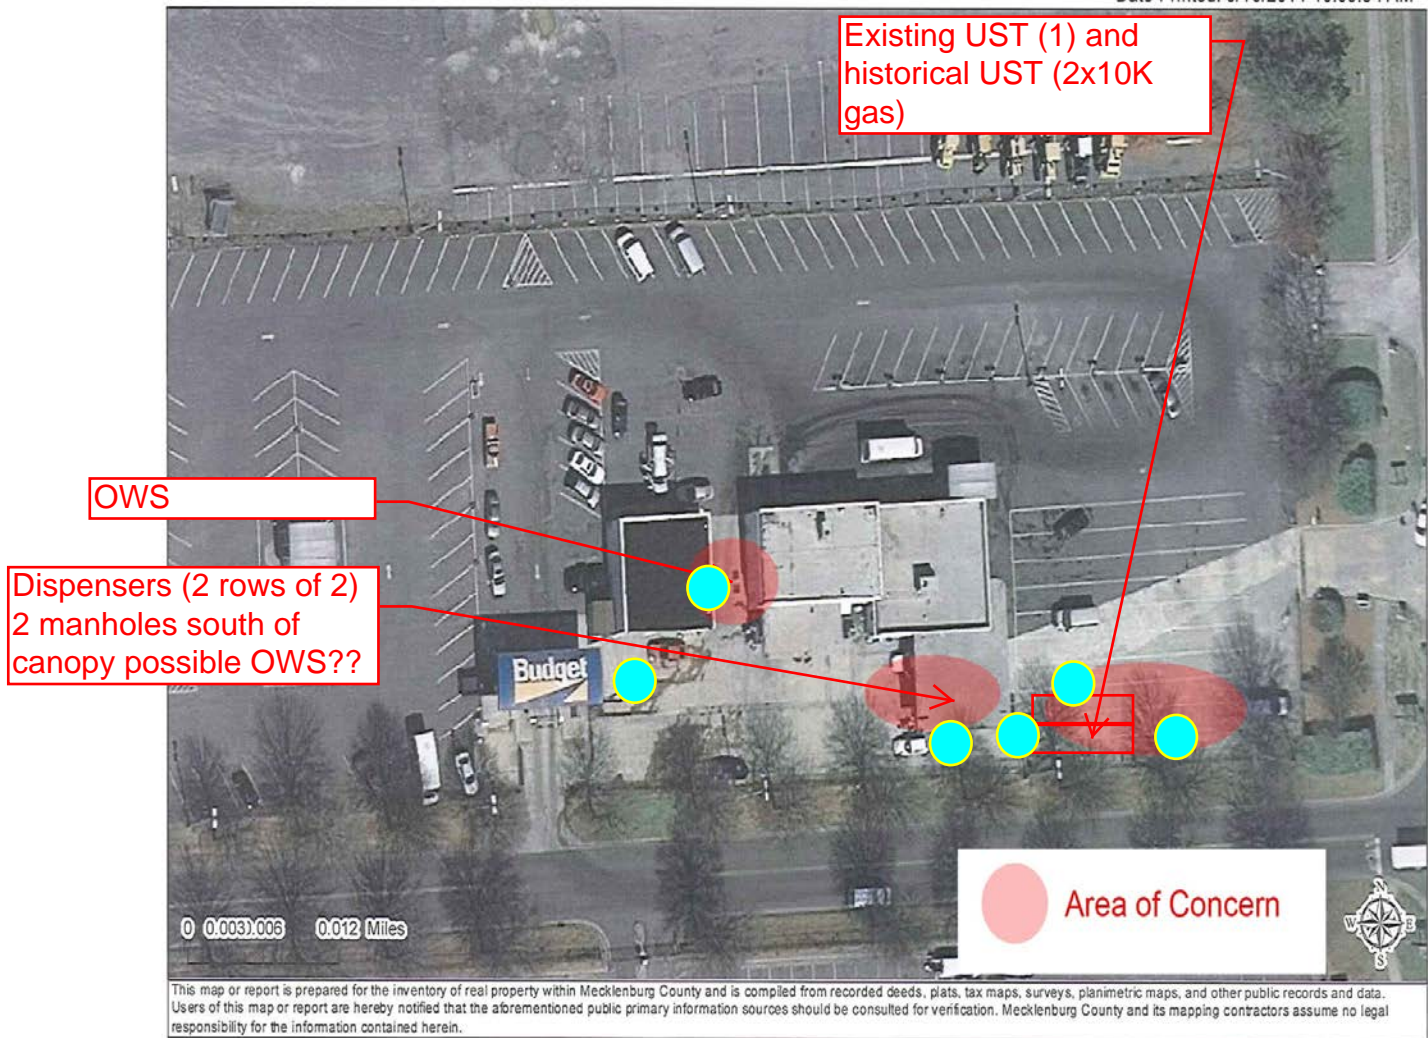 Existing UST (1) and
historical UST (2x10K
gas)
OWS
Dispensers (2 rows of 2)
2 manholes south of
canopy possible OWS??
Budget
Area of Concern
N
W E
S
0 0.003).006 0.012 Miles
This map or report is prepared for the inventory of real property within Mecklenburg County and is compiled from recorded deeds, plats, tax maps, surveys, planimetric maps, and other public records and data.
Users of this map or report are hereby notified that the aforementioned public primary information sources should be consulted for verification. Mecklenburg County and its mapping contractors assume no legal
responsibility for the information contained herein.